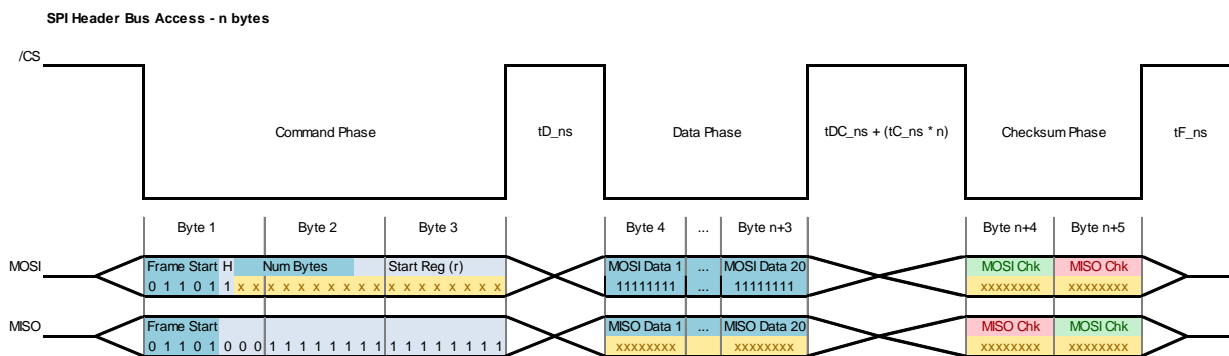 SPI Header Bus Access - n bytes
/CS
Command Phase tD_ns Data Phase tDC_ns + (tC_ns * n) Checksum Phase tF_ns
Byte 1 Byte 2 Byte 3 Byte 4 ... Byte n+3 Byte n+4 Byte n+5
MOSI Frame Start H Num Bytes Start Reg (r) MOSI Data 1 ... MOSI Data 20 MOSI Chk MISO Chk
0 1 1 0 1 1 x x x x x x x x x x x x x x x x x x 11111111 ... 11111111 xxxxxxxx xxxxxxxx
MISO Frame Start MISO Data 1 ... MISO Data 20 MISO Chk MOSI Chk
0 1 1 0 1 0 0 0 1 1 1 1 1 1 1 1 1 1 1 1 1 1 1 1 xxxxxxxx ... xxxxxxxx xxxxxxxx xxxxxxxx